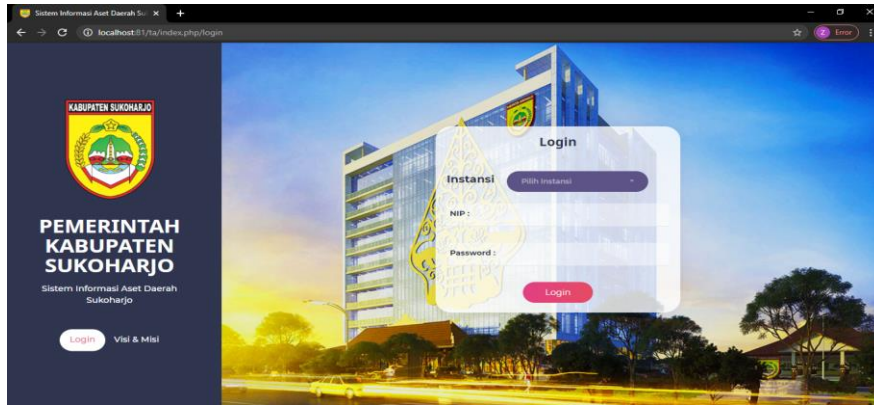 Sistem Informasi Aset Daerah Su
localhost:81/ta/index.php/login
Error
KABUPATEN SUKOHARJO
PEMERINTAH
KABUPATEN
SUKOHARJO
Sistem Informasi Aset Daerah
Sukoharjo
Login
Visi & Misi
Login
Instansi
Pilih Instansi
NIP :
Password :
Login